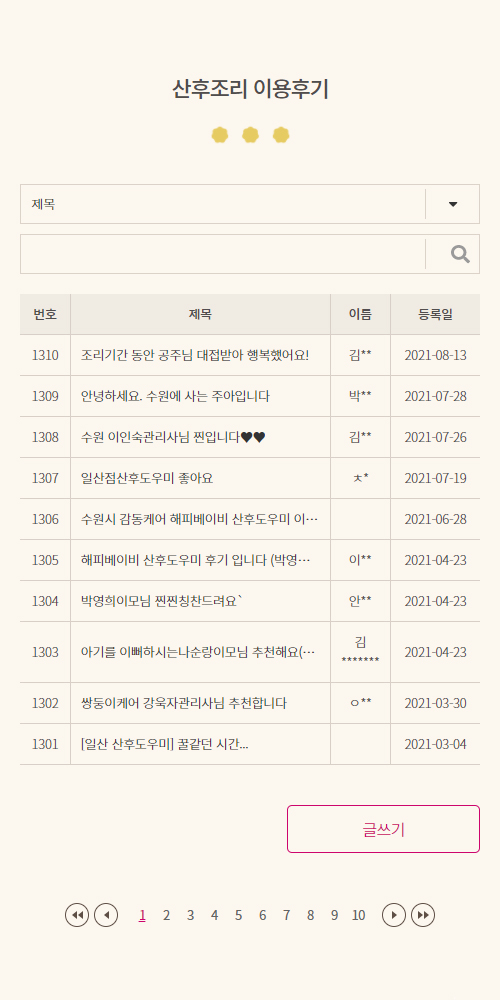 산후조리 이용후기
제목
번호 제목 이름 등록일
1310 조리기간 동안 공주님 대접받아 행복했어요! 김** 2021-08-13
1309 안녕하세요. 수원에 사는 주아입니다 박** 2021-07-28
1308 수원 이인숙관리사님 찐입니다♥♥ 김** 2021-07-26
1307 일산점산후도우미 좋아요 ㅊ* 2021-07-19
1306 수원시 감동케어 해피베이비 산후도우미 이… 2021-06-28
1305 해피베이비 산후도우미 후기 입니다 (박영… 이** 2021-04-23
1304 박영희이모님 찐찐칭찬드려요` 안** 2021-04-23
1303 아기를 이뻐하시는나순랑이모님 추천해요(… 김 ******* 2021-04-23
1302 쌍둥이케어 강옥자관리사님 추천합니다 ㅇ** 2021-03-30
1301 [일산 산후도우미] 꿀같던 시간... 2021-03-04
글쓰기
1 2 3 4 5 6 7 8 9 10